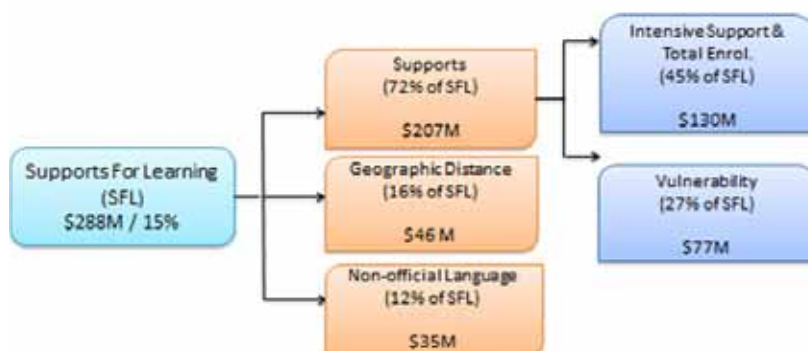 Supports For Learning
(SFL)
$288M / 15%
Supports
(72% of SFL)
$207M
Geographic Distance
(16% of SFL)
$46 M
Non-official Language
(12% of SFL)
$35M
Intensive Support &
Total Enrol.
(45% of SFL)
$130M
Vulnerability
(27% of SFL)
$77M